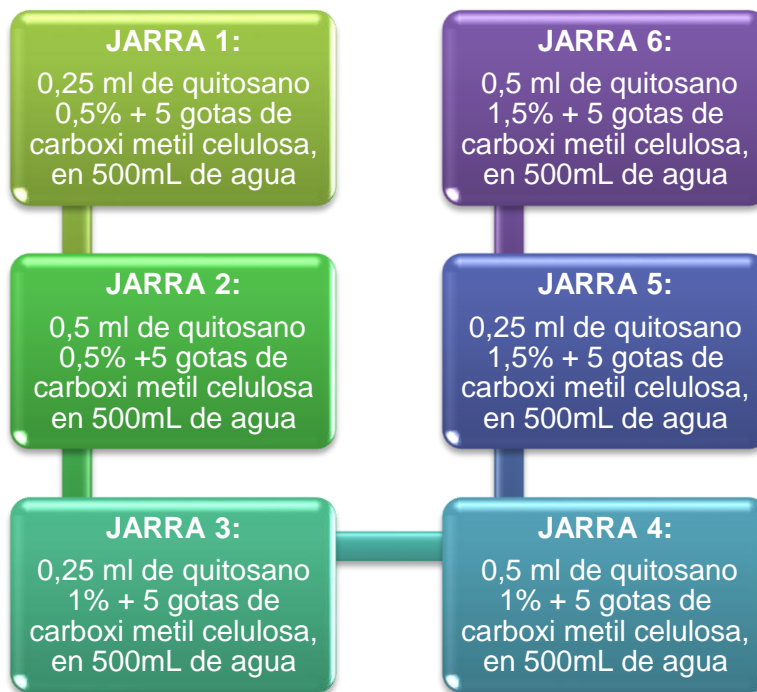 JARRA 1:
0,25 ml de quitosano
0,5% + 5 gotas de
carboxi metil celulosa,
en 500mL de agua
JARRA 2:
0,5 ml de quitosano
0,5% +5 gotas de
carboxi metil celulosa
en 500mL de agua
JARRA 3:
0,25 ml de quitosano
1% + 5 gotas de
carboxi metil celulosa,
en 500mL de agua
JARRA 4:
0,5 ml de quitosano
1% + 5 gotas de
carboxi metil celulosa,
en 500mL de agua
JARRA 5:
0,25 ml de quitosano
1,5% + 5 gotas de
carboxi metil celulosa,
en 500mL de agua
JARRA 6:
0,5 ml de quitosano
1,5% + 5 gotas de
carboxi metil celulosa,
en 500mL de agua